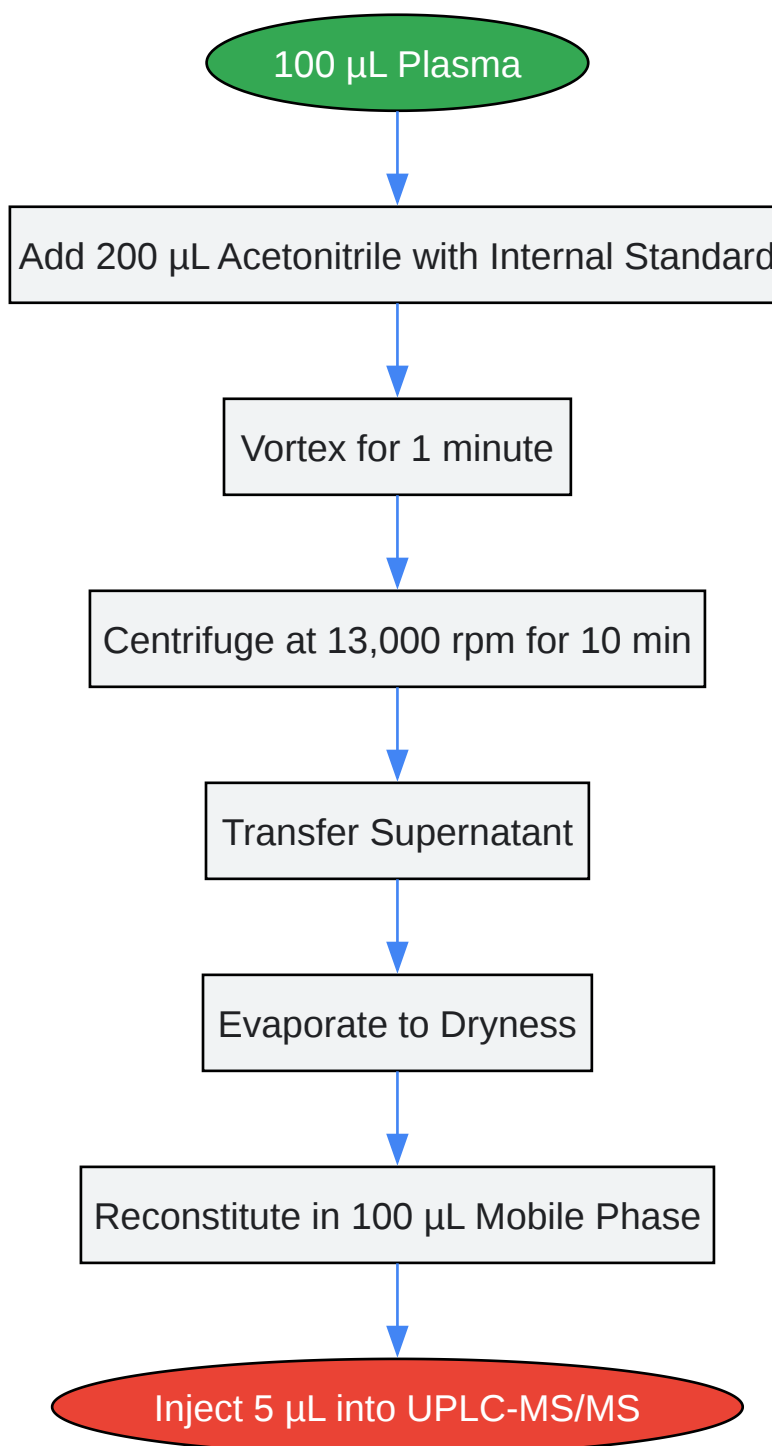 100 µL Plasma
Add 200 µL Acetonitrile with Internal Standard
Vortex for 1 minute
Centrifuge at 13,000 rpm for 10 min
Transfer Supernatant
Evaporate to Dryness
Reconstitute in 100 µL Mobile Phase
Inject 5 µL into UPLC-MS/MS